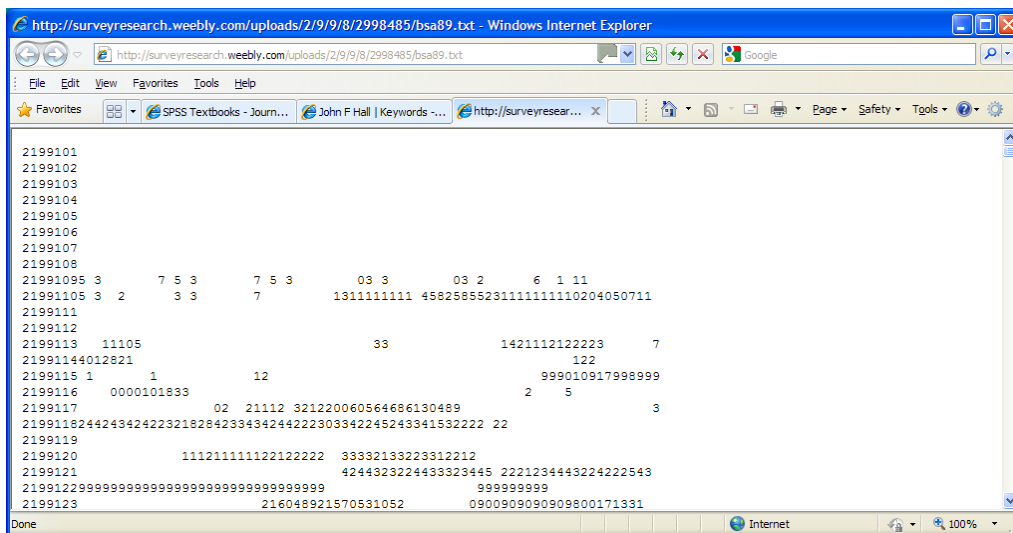 http://surveyresearch.weebly.com/uploads/2/9/9/8/2998485/bsa89.txt - Windows Internet Explorer
http://surveyresearch.weebly.com/uploads/2/9/9/8/2998485/bsa89.txt Google
File Edit View Favorites Tools Help
Favorites SPSS Textbooks - Journ... John F Hall | Keywords -... http://surveyresear... X Page Safety Tools
2199101
2199102
2199103
2199104
2199105
2199106
2199107
2199108
21991095 3 7 5 3 7 5 3 03 3 03 2 6 1 11
21991105 3 2 3 3 7 1311111111 45825855231111111110204050711
2199111
2199112
2199113 11105 33 1421112122223 7
21991144012821 122
2199115 1 1 12 999010917998999
2199116 0000101833 2 5
2199117 02 21112 321220060564686130489 3
2199118244243424223218284233434244222303342245243341532222 22
2199119
2199120 111211111122122222 33332133223312212
2199121 4244323224433323445 2221234443224222543
2199122999999999999999999999999999999 999999999
2199123 216048921570531052 0900909090909800171331
Done Internet 100%